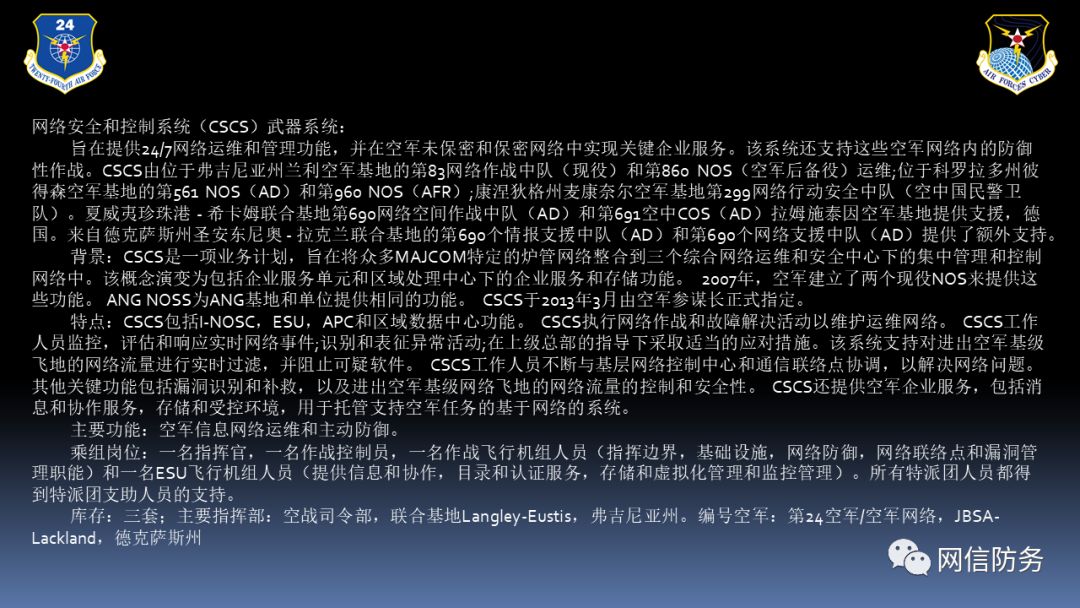 24
TWENTY-FOURTH AIR FORCE
AIR FORCES CYBER
网络安全和控制系统（CSCS）武器系统：
旨在提供24/7网络运维和管理功能，并在空军未保密和保密网络中实现关键企业服务。该系统还支持这些空军网络内的防御
性作战。CSCS由位于弗吉尼亚州兰利空军基地的第83网络作战中队（现役）和第860 NOS（空军后备役）运维;位于科罗拉多州彼
得森空军基地的第561 NOS（AD）和第960 NOS（AFR）;康涅狄格州麦康奈尔空军基地第299网络行动安全中队（空中国民警卫
队）。夏威夷珍珠港 - 希卡姆联合基地第690网络空间作战中队（AD）和第691空中COS（AD）拉姆施泰因空军基地提供支援，德
国。来自德克萨斯州圣安东尼奥 - 拉克兰联合基地的第690个情报支援中队（AD）和第690个网络支援中队（AD）提供了额外支持。
背景：CSCS是一项业务计划，旨在将众多MAJCOM特定的炉管网络整合到三个综合网络运维和安全中心下的集中管理和控制
网络中。该概念演变为包括企业服务单元和区域处理中心下的企业服务和存储功能。 2007年，空军建立了两个现役NOS来提供这
些功能。 ANG NOSS为ANG基地和单位提供相同的功能。 CSCS于2013年3月由空军参谋长正式指定。
特点：CSCS包括I-NOSC，ESU，APC和区域数据中心功能。 CSCS执行网络作战和故障解决活动以维护运维网络。 CSCS工作
人员监控，评估和响应实时网络事件;识别和表征异常活动;在上级总部的指导下采取适当的应对措施。该系统支持对进出空军基级
飞地的网络流量进行实时过滤，并阻止可疑软件。 CSCS工作人员不断与基层网络控制中心和通信联络点协调，以解决网络问题。
其他关键功能包括漏洞识别和补救，以及进出空军基级网络飞地的网络流量的控制和安全性。 CSCS还提供空军企业服务，包括消
息和协作服务，存储和受控环境，用于托管支持空军任务的基于网络的系统。
主要功能：空军信息网络运维和主动防御。
乘组岗位：一名指挥官，一名作战控制员，一名作战飞行机组人员（指挥边界，基础设施，网络防御，网络联络点和漏洞管
理职能）和一名ESU飞行机组人员（提供信息和协作，目录和认证服务，存储和虚拟化管理和监控管理）。所有特派团人员都得
到特派团支助人员的支持。
库存：三套；主要指挥部：空战司令部，联合基地Langley-Eustis，弗吉尼亚州。编号空军：第24空军/空军网络，JBSA-
Lackland，德克萨斯州
网信防务